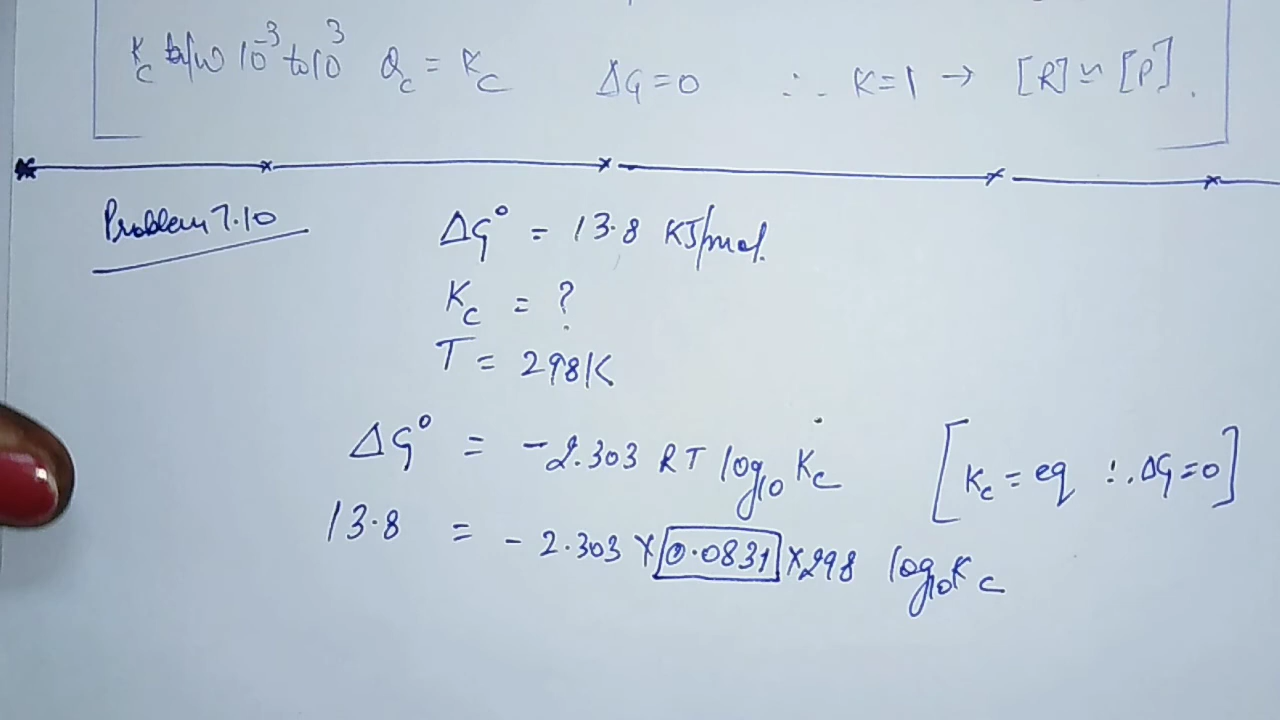 Kc b/w 10⁻³ to 10³ Qc = Kc ΔG = 0 ∴ K = 1 → [R] ≈ [P].
Problem 7.10
ΔG° = 13.8 KJ/mol.
Kc = ?
T = 298K
ΔG° = -2.303 RT log₁₀ Kc [Kc = eq ∴ ΔG = 0]
13.8 = - 2.303 × 0.0831 × 298 log₁₀ Kc